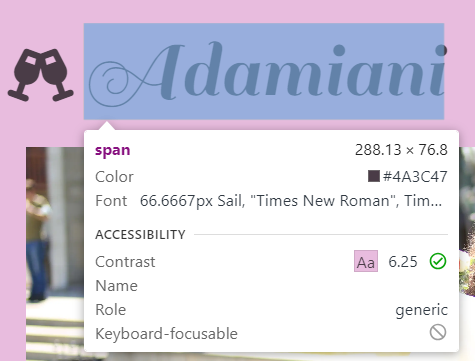 Adamiani
span 288.13 × 76.8
Color #4A3C47
Font 66.6667px Sail, "Times New Roman", Tim...
ACCESSIBILITY
Contrast Aa 6.25
Name
Role generic
Keyboard-focusable